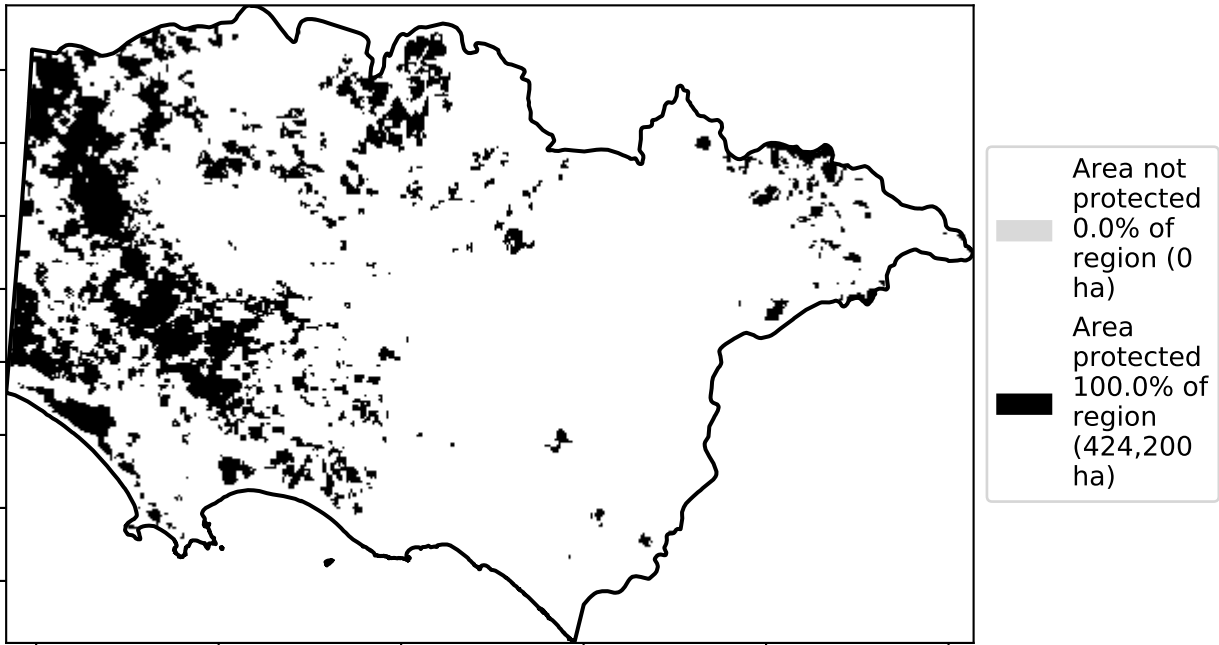 Area not
protected
0.0% of
region (0
ha)
Area
protected
100.0% of
region
(424,200
ha)